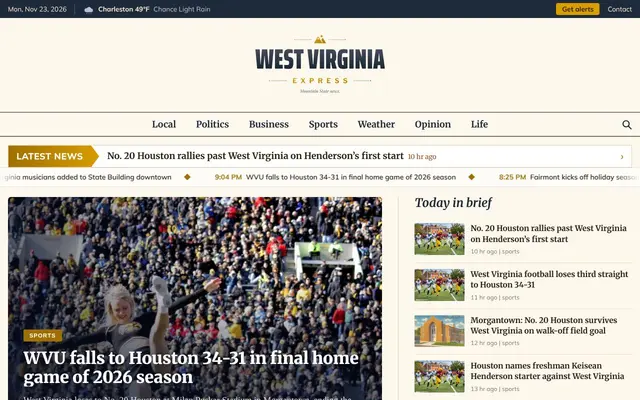 Mon, Nov 23, 2026
Charleston 49°F Chance Light Rain
Get alerts
Contact
WEST VIRGINIA
EXPRESS
Local
Politics
Business
Sports
Weather
Opinion
Life
LATEST NEWS
No. 20 Houston rallies past West Virginia on Henderson's first start 10 hr ago
ginia musicians added to State Building downtown
9:04 PM WVU falls to Houston 34-31 in final home game of 2026 season
8:25 PM Fairmont kicks off holiday seaso
SPORTS
WVU falls to Houston 34-31 in final home
game of 2026 season
Today in brief
No. 20 Houston rallies past West Virginia
on Henderson's first start
10 hr ago | sports
West Virginia football loses third straight
to Houston 34-31
11 hr ago | sports
Morgantown: No. 20 Houston survives
West Virginia on walk-off field goal
12 hr ago | sports
Houston names freshman Keisean
Henderson starter against West Virginia
13 hr ago | sports